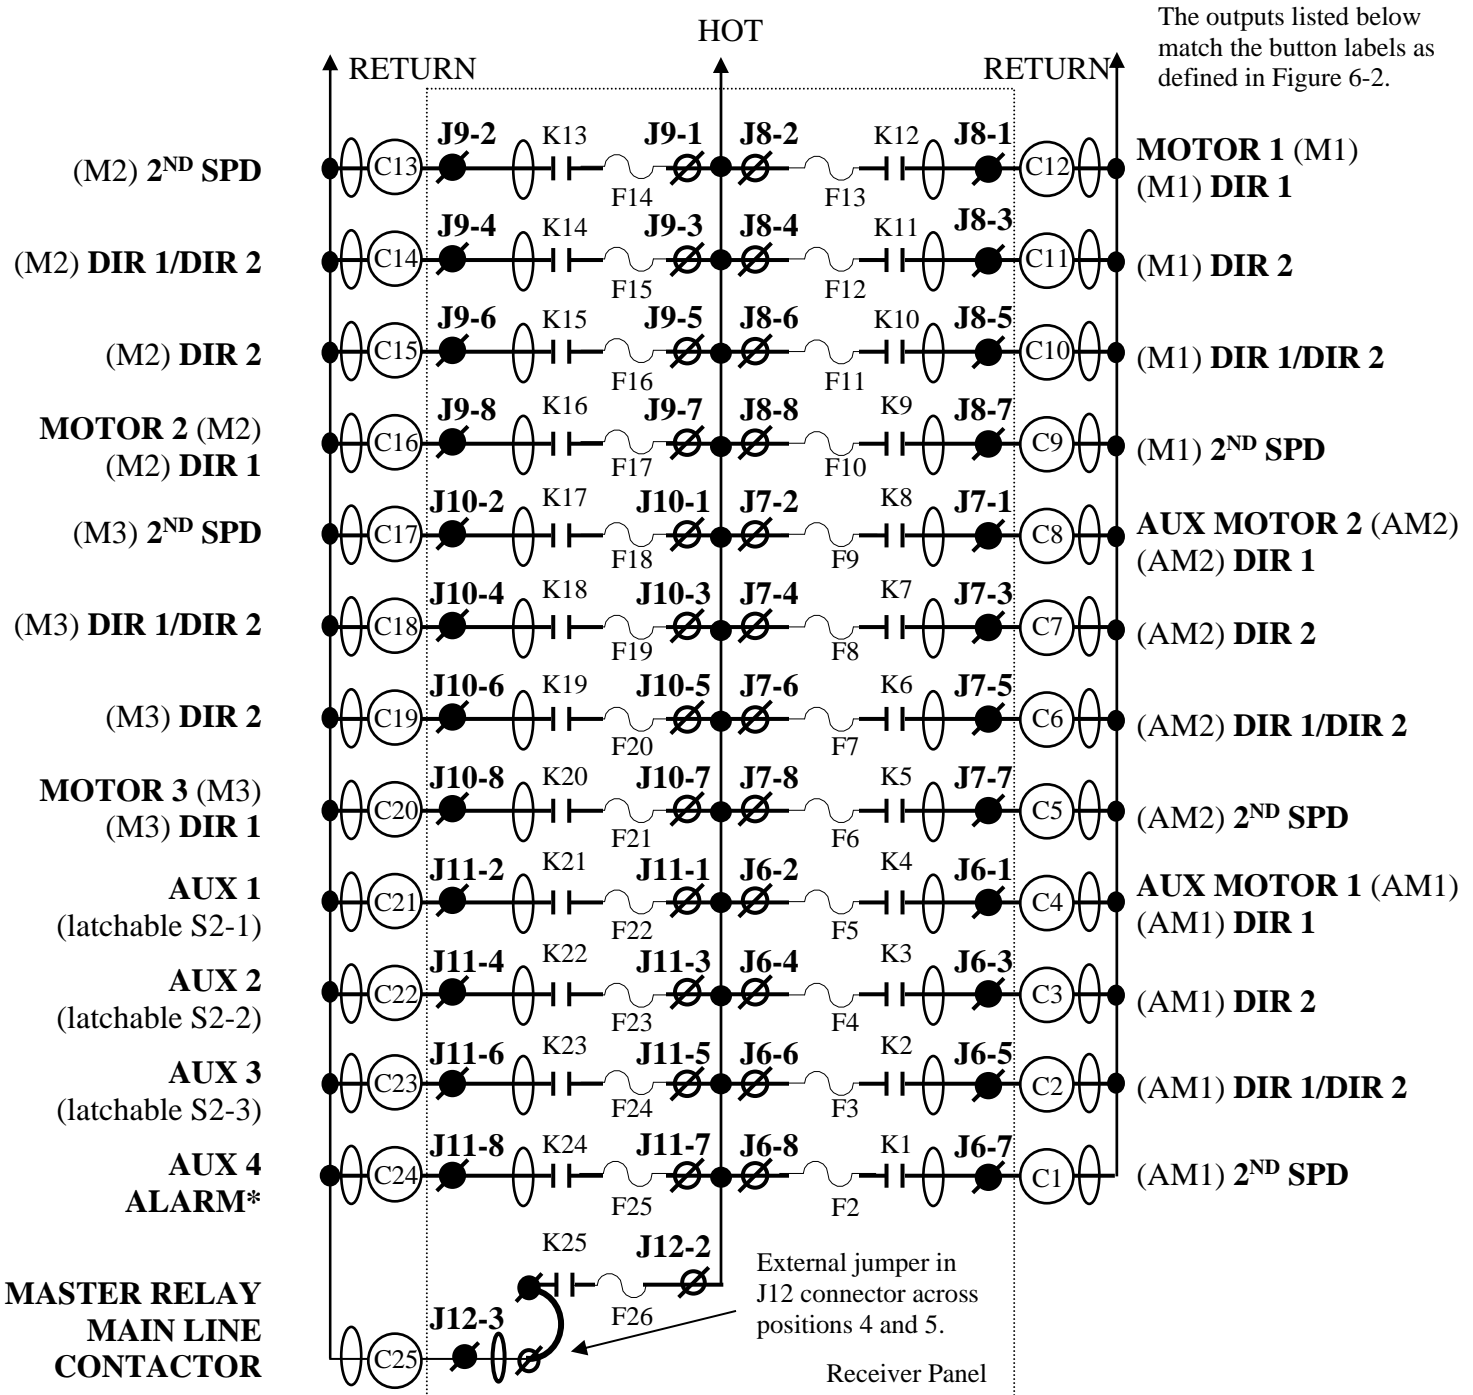 The outputs listed below
match the button labels as
defined in Figure 6-2.
HOT
RETURN RETURN
(M2) 2ND SPD C13 J9-2 K13 F14 J9-1 J8-2 F13 K12 J8-1 C12 MOTOR 1 (M1)
(M1) DIR 1
(M2) DIR 1/DIR 2 C14 J9-4 K14 F15 J9-3 J8-4 F12 K11 J8-3 C11 (M1) DIR 2
(M2) DIR 2 C15 J9-6 K15 F16 J9-5 J8-6 F11 K10 J8-5 C10 (M1) DIR 1/DIR 2
MOTOR 2 (M2)
(M2) DIR 1 C16 J9-8 K16 F17 J9-7 J8-8 F10 K9 J8-7 C9 (M1) 2ND SPD
(M3) 2ND SPD C17 J10-2 K17 F18 J10-1 J7-2 F9 K8 J7-1 C8 AUX MOTOR 2 (AM2)
(AM2) DIR 1
(M3) DIR 1/DIR 2 C18 J10-4 K18 F19 J10-3 J7-4 F8 K7 J7-3 C7 (AM2) DIR 2
(M3) DIR 2 C19 J10-6 K19 F20 J10-5 J7-6 F7 K6 J7-5 C6 (AM2) DIR 1/DIR 2
MOTOR 3 (M3)
(M3) DIR 1 C20 J10-8 K20 F21 J10-7 J7-8 F6 K5 J7-7 C5 (AM2) 2ND SPD
AUX 1
(latchable S2-1) C21 J11-2 K21 F22 J11-1 J6-2 F5 K4 J6-1 C4 AUX MOTOR 1 (AM1)
(AM1) DIR 1
AUX 2
(latchable S2-2) C22 J11-4 K22 F23 J11-3 J6-4 F4 K3 J6-3 C3 (AM1) DIR 2
AUX 3
(latchable S2-3) C23 J11-6 K23 F24 J11-5 J6-6 F3 K2 J6-5 C2 (AM1) DIR 1/DIR 2
AUX 4
ALARM* C24 J11-8 K24 F25 J11-7 J6-8 F2 K1 J6-7 C1 (AM1) 2ND SPD
K25 J12-2
F26
MASTER RELAY
MAIN LINE
CONTACTOR C25 J12-3
External jumper in
J12 connector across
positions 4 and 5.
Receiver Panel